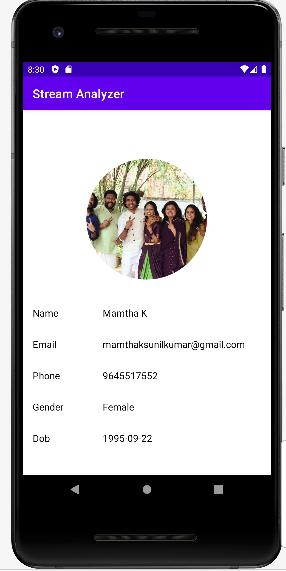 8:30
Stream Analyzer
Name Mamtha K
Email mamthaksunilkumar@gmail.com
Phone 9645517552
Gender Female
Dob 1995-09-22